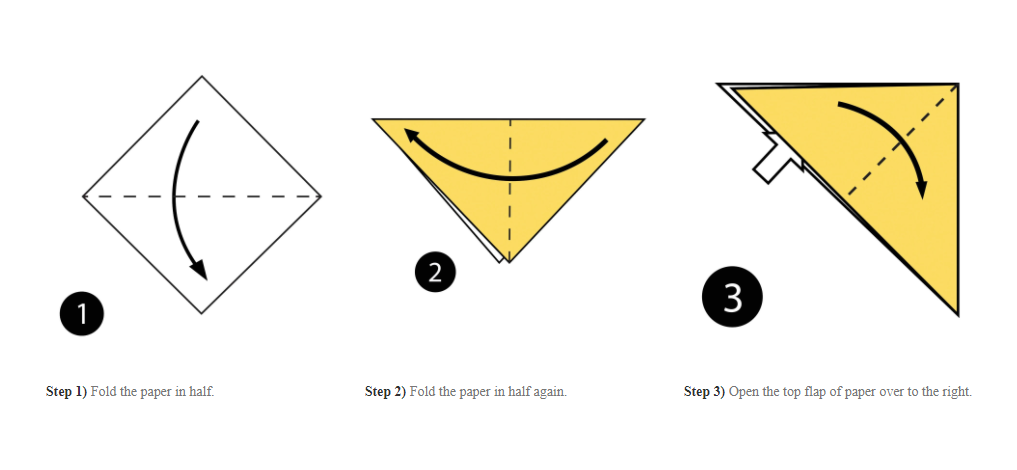 1
2
3
Step 1) Fold the paper in half.
Step 2) Fold the paper in half again.
Step 3) Open the top flap of paper over to the right.